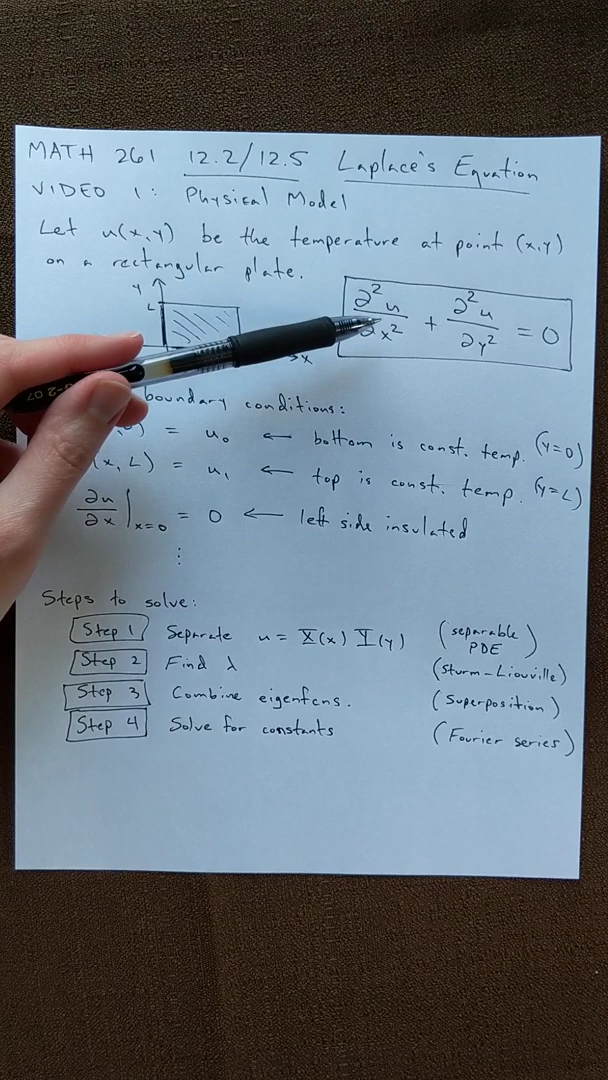 MATH 261 12.2/12.5 Laplace's Equation
VIDEO 1: Physical Model
Let u(x,y) be the temperature at point (x,y)
on a rectangular plate.
y
L
x
∂²u/∂x² + ∂²u/∂y² = 0
boundary conditions:
) = u₀ ← bottom is const. temp. (y=0)
(x, L) = u₁ ← top is const. temp. (y=L)
∂u/∂x |ₓ₌₀ = 0 ← left side insulated
⋮
Steps to solve:
Step 1 Separate u = X(x) Y(y) (separable PDE)
Step 2 Find λ (Sturm-Liouville)
Step 3 Combine eigenfcns. (Superposition)
Step 4 Solve for constants (Fourier series)